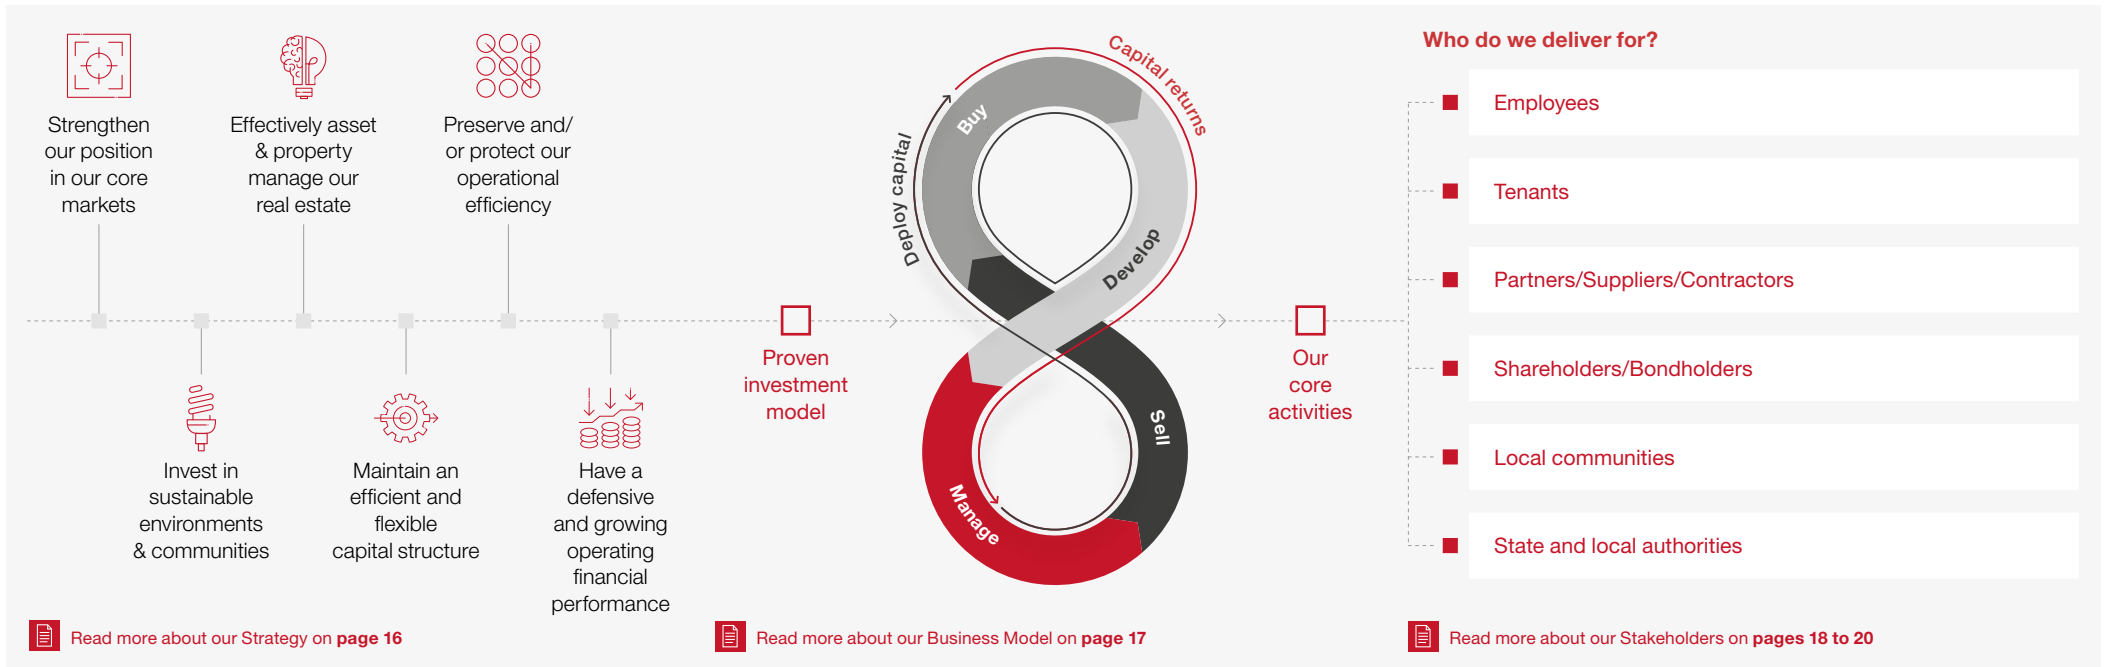 Strengthen
our position
in our core
markets
Effectively asset
& property
manage our
real estate
Preserve and/
or protect our
operational
efficiency
Invest in
sustainable
environments
& communities
Maintain an
efficient and
flexible
capital structure
Have a
defensive
and growing
operating
financial
performance
Read more about our Strategy on page 16
Proven
investment
model
Deploy capital
Capital returns
Buy
Develop
Sell
Manage
Read more about our Business Model on page 17
Our
core
activities
Who do we deliver for?
Employees
Tenants
Partners/Suppliers/Contractors
Shareholders/Bondholders
Local communities
State and local authorities
Read more about our Stakeholders on pages 18 to 20